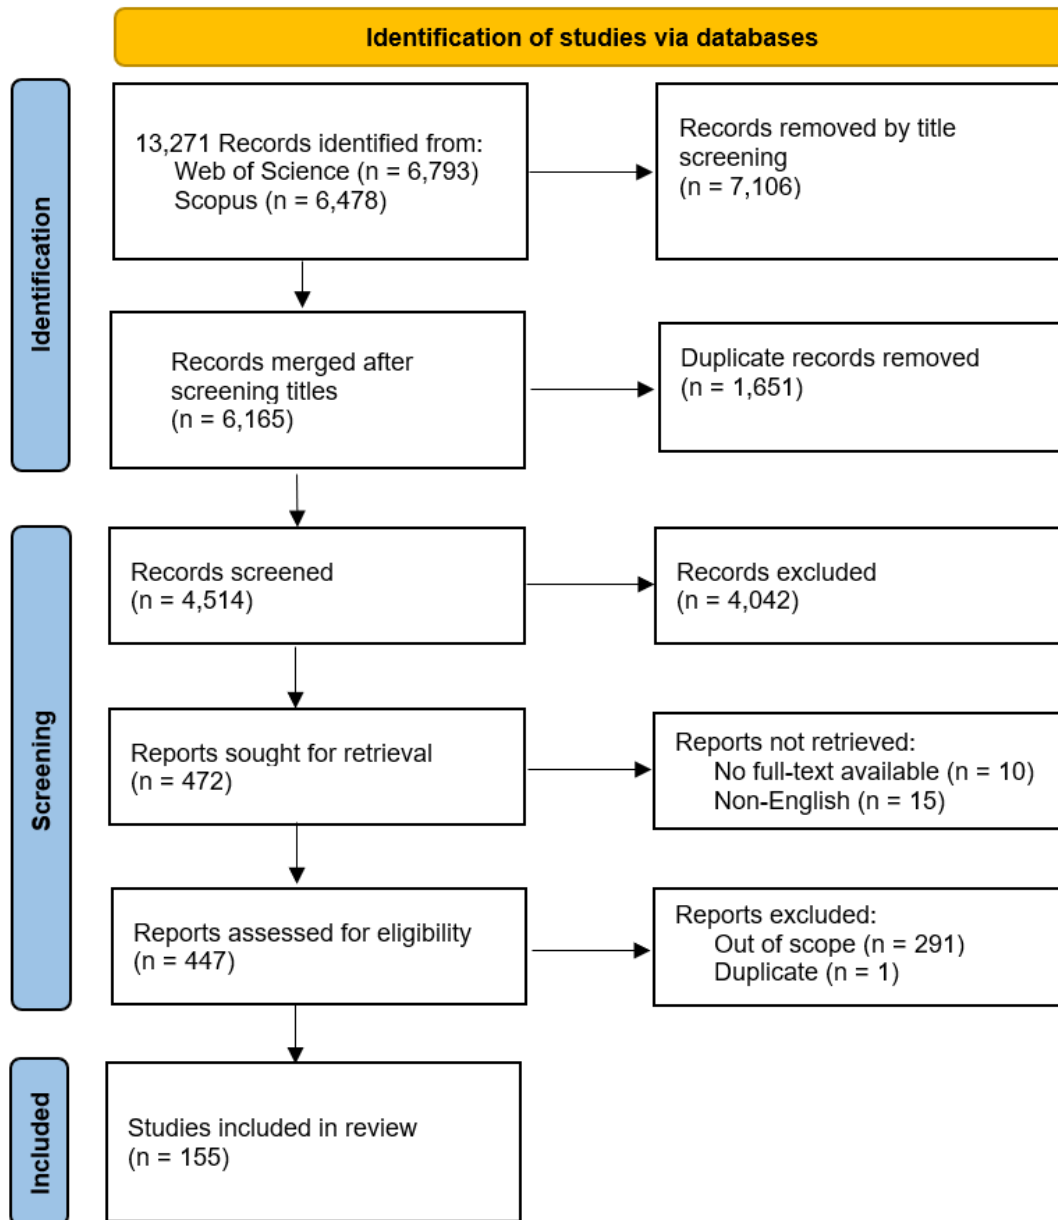 Identification of studies via databases
Identification
13,271 Records identified from:
Web of Science (n = 6,793)
Scopus (n = 6,478)
Records removed by title
screening
(n = 7,106)
Records merged after
screening titles
(n = 6,165)
Duplicate records removed
(n = 1,651)
Screening
Records screened
(n = 4,514)
Records excluded
(n = 4,042)
Reports sought for retrieval
(n = 472)
Reports not retrieved:
No full-text available (n = 10)
Non-English (n = 15)
Reports assessed for eligibility
(n = 447)
Reports excluded:
Out of scope (n = 291)
Duplicate (n = 1)
Included
Studies included in review
(n = 155)